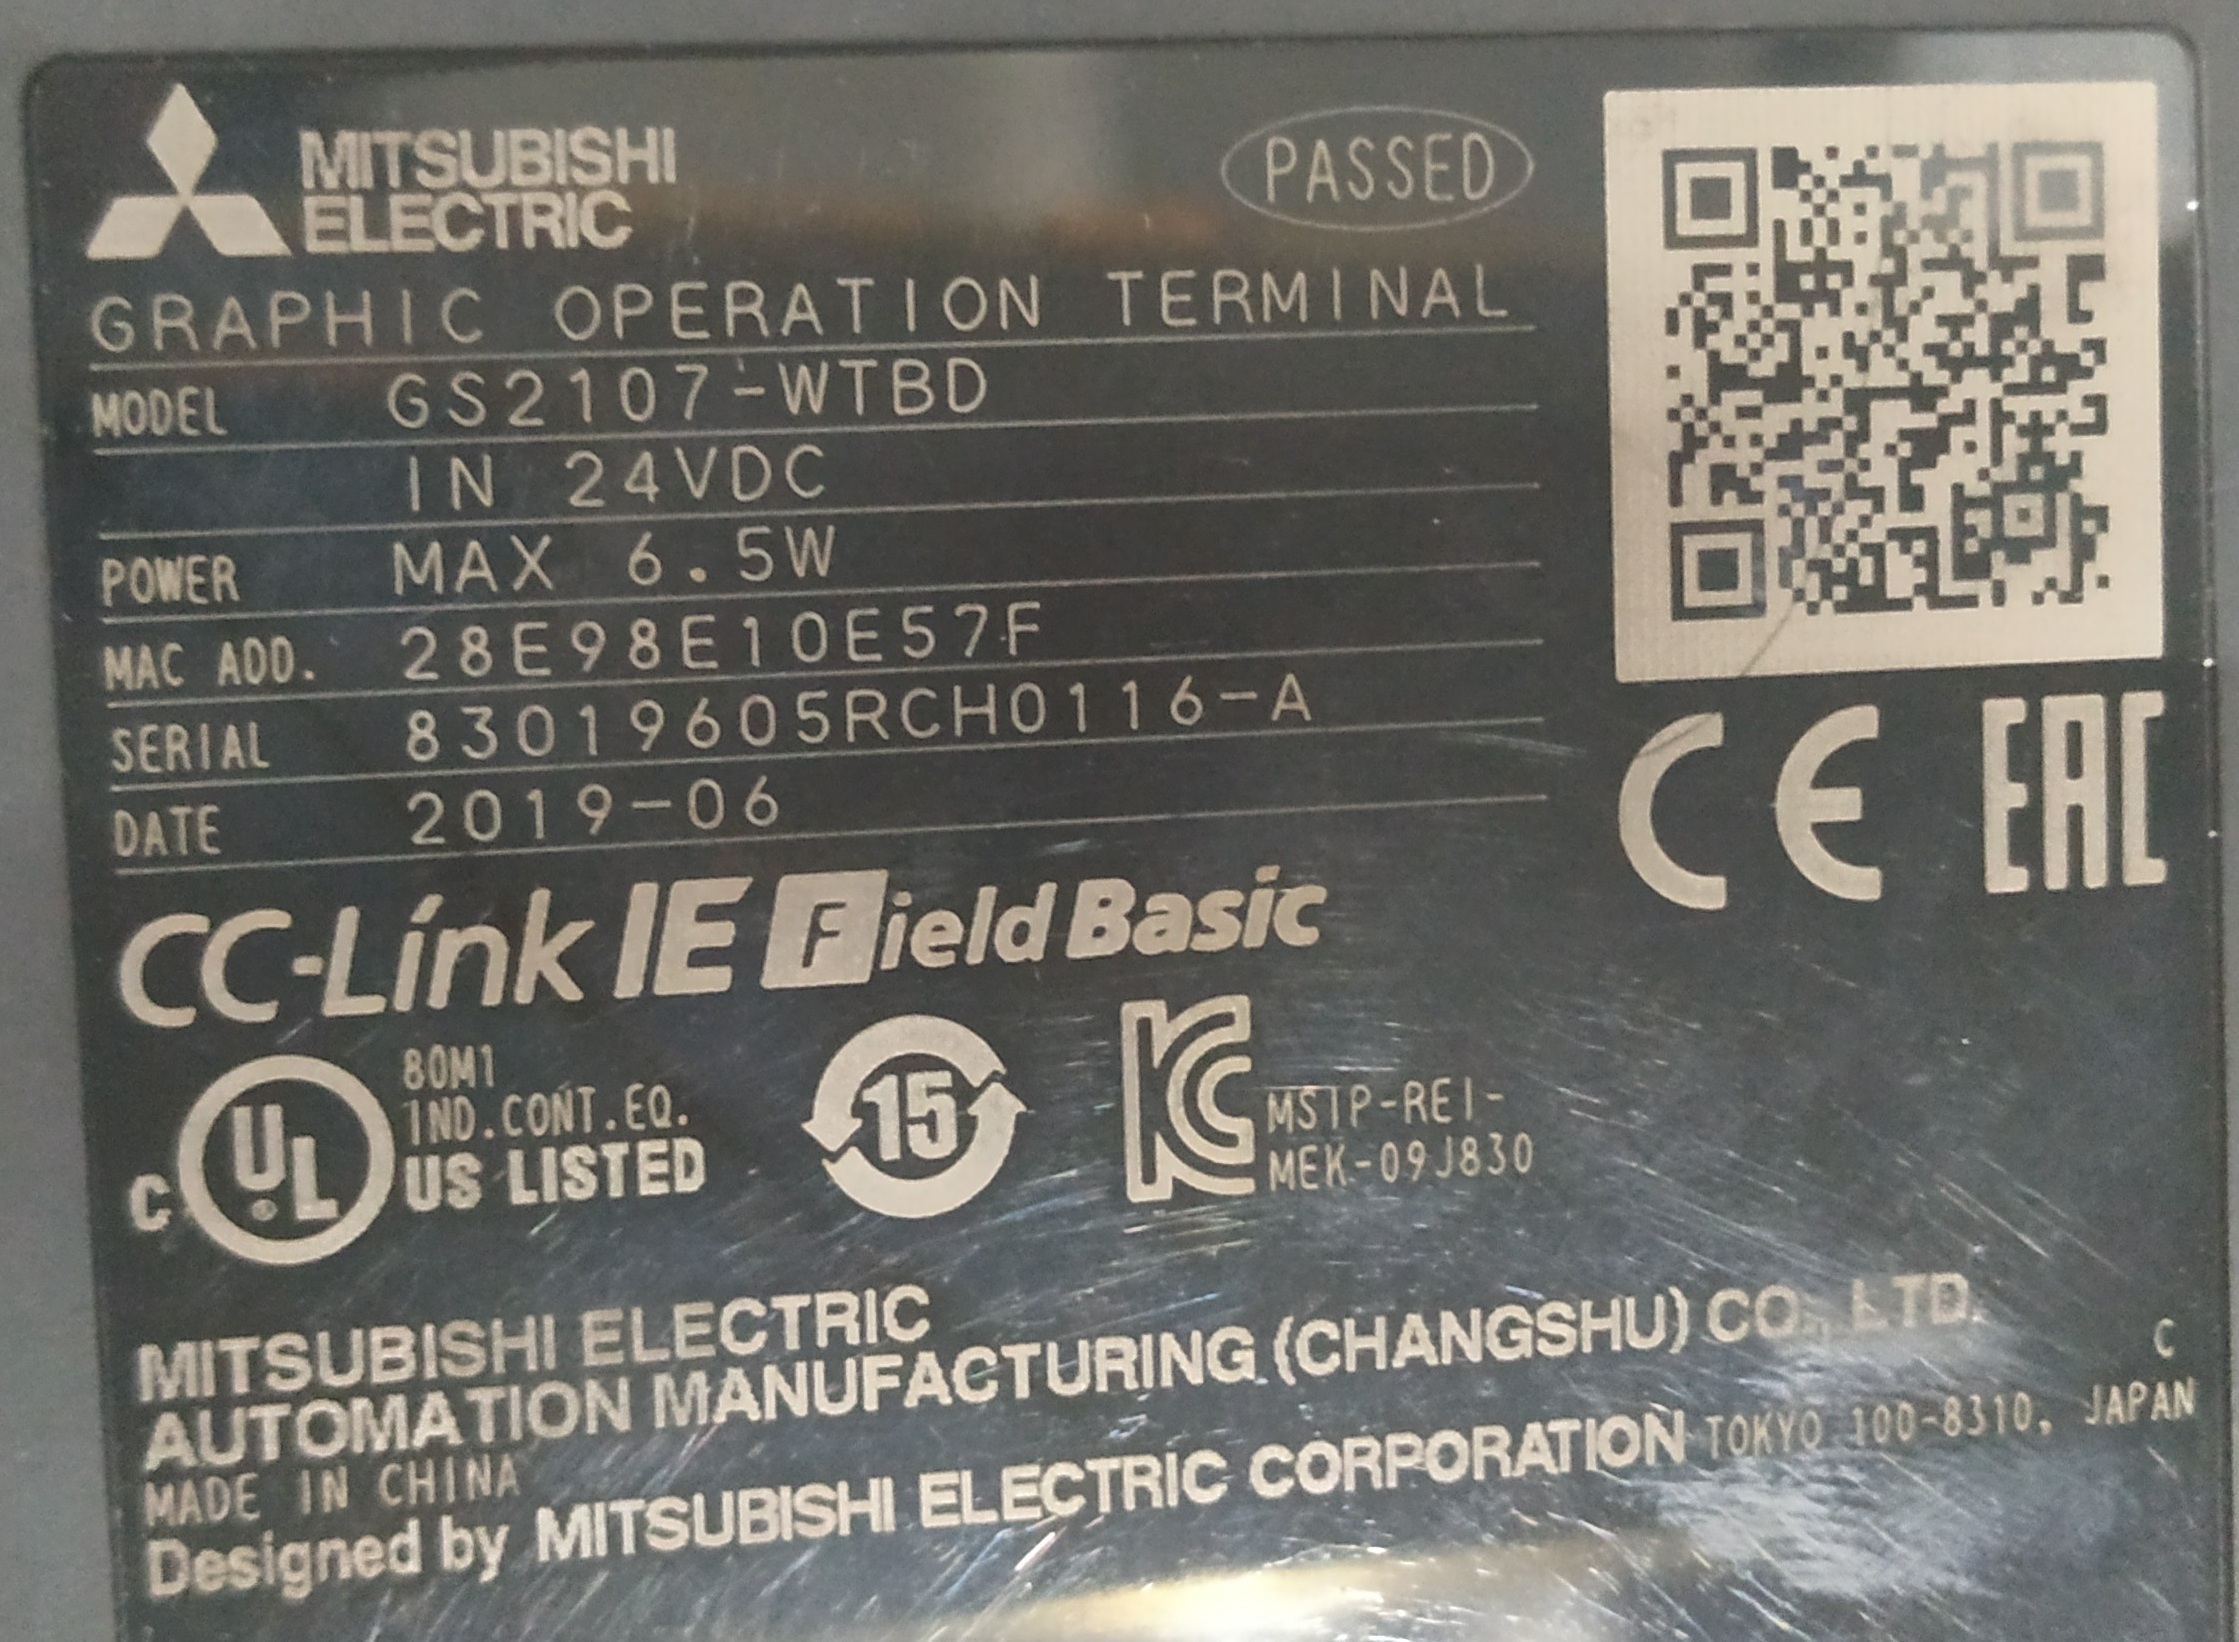 MITSUBISHI
ELECTRIC
PASSED
GRAPHIC OPERATION TERMINAL
MODEL GS2107-WTBD
IN 24VDC
POWER MAX 6.5W
MAC ADD. 28E98E10E57F
SERIAL 83019605RCH0116-A
DATE 2019-06
CE EAC
CC-Link IE Field Basic
80M1
IND.CONT.EQ.
C UL US LISTED
15
KC
MSIP-REI-
MEK-09J830
MITSUBISHI ELECTRIC
AUTOMATION MANUFACTURING (CHANGSHU) CO., LTD.
C
MADE IN CHINA
Designed by MITSUBISHI ELECTRIC CORPORATION TOKYO 100-8310, JAPAN